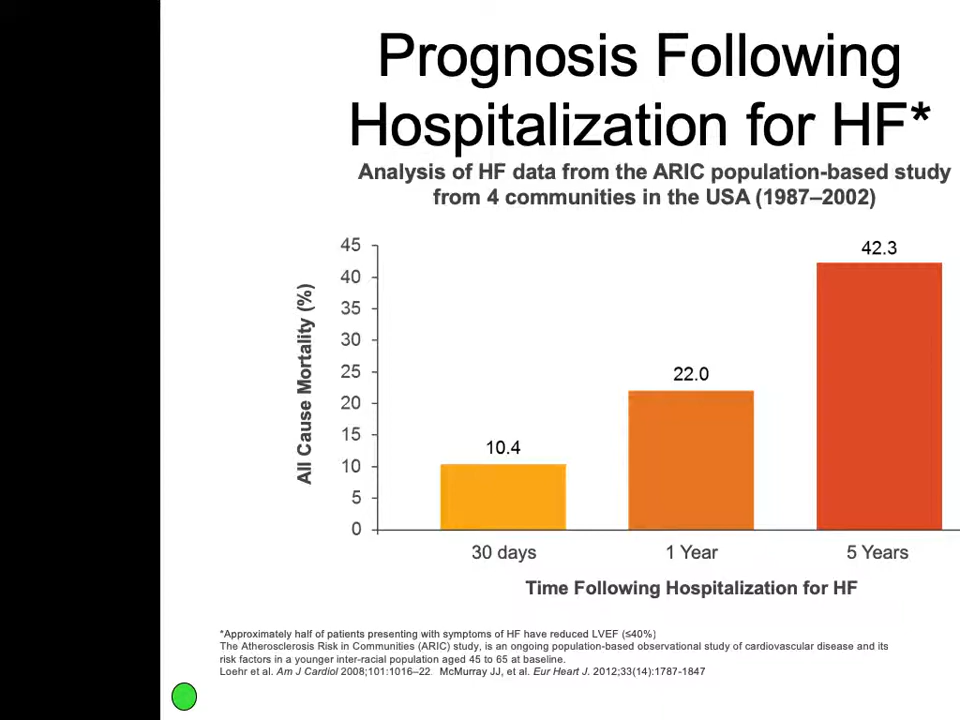 Prognosis Following
Hospitalization for HF*
Analysis of HF data from the ARIC population-based study
from 4 communities in the USA (1987–2002)
All Cause Mortality (%)
45
40
35
30
25
20
15
10
5
0
10.4
22.0
42.3
30 days
1 Year
5 Years
Time Following Hospitalization for HF
*Approximately half of patients presenting with symptoms of HF have reduced LVEF (≤40%)
The Atherosclerosis Risk in Communities (ARIC) study, is an ongoing population-based observational study of cardiovascular disease and its
risk factors in a younger inter-racial population aged 45 to 65 at baseline.
Loehr et al. Am J Cardiol 2008;101:1016–22. McMurray JJ, et al. Eur Heart J. 2012;33(14):1787-1847